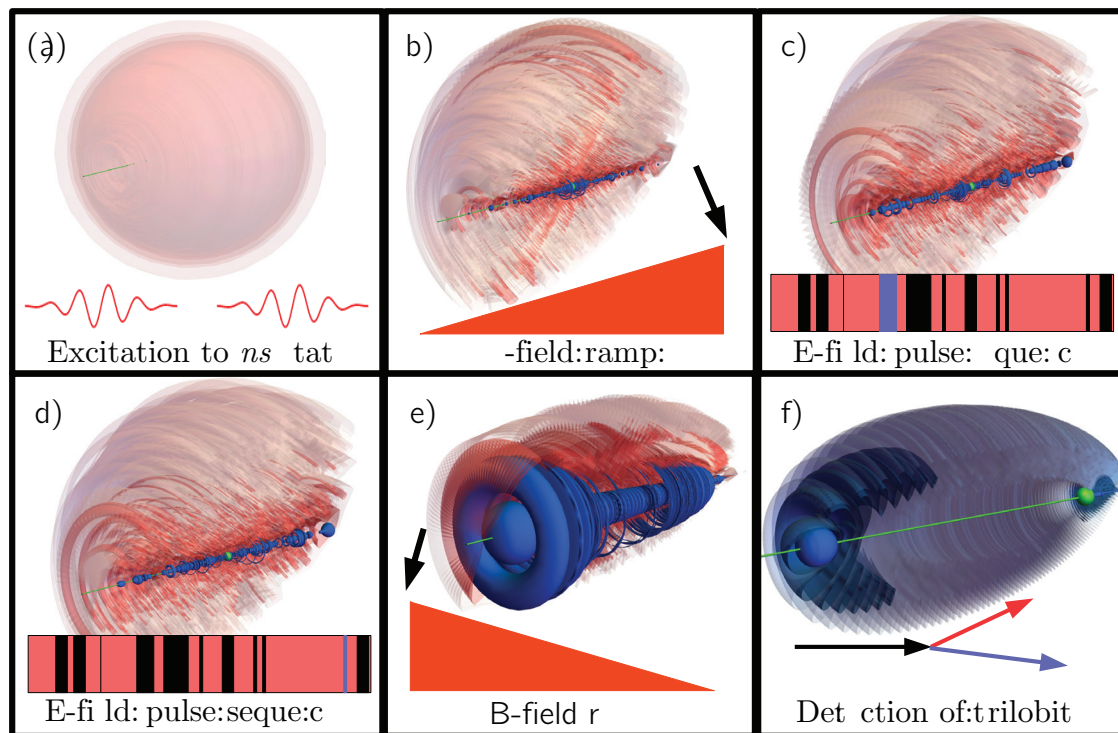 (a)
Excitation to ns tat
b)
-field:ramp:
c)
E-fi ld: pulse: que: c
d)
E-fi ld: pulse:seque:c
e)
B-field r
f)
Det ction of:trilobit